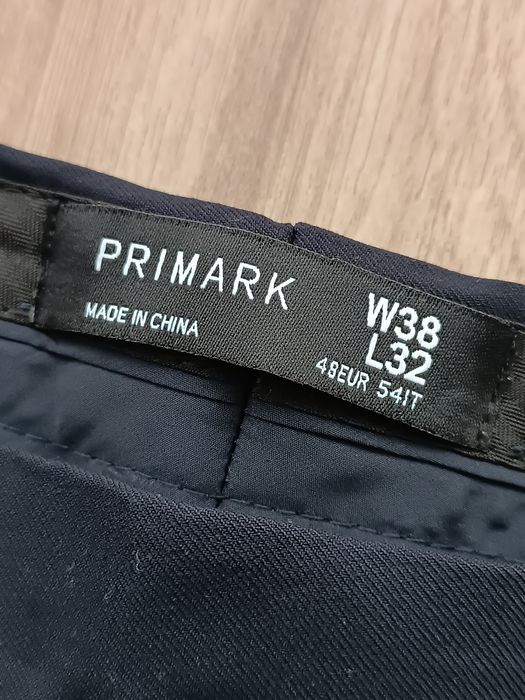 PRIMARK
MADE IN CHINA
W38
L32
48EUR 54IT